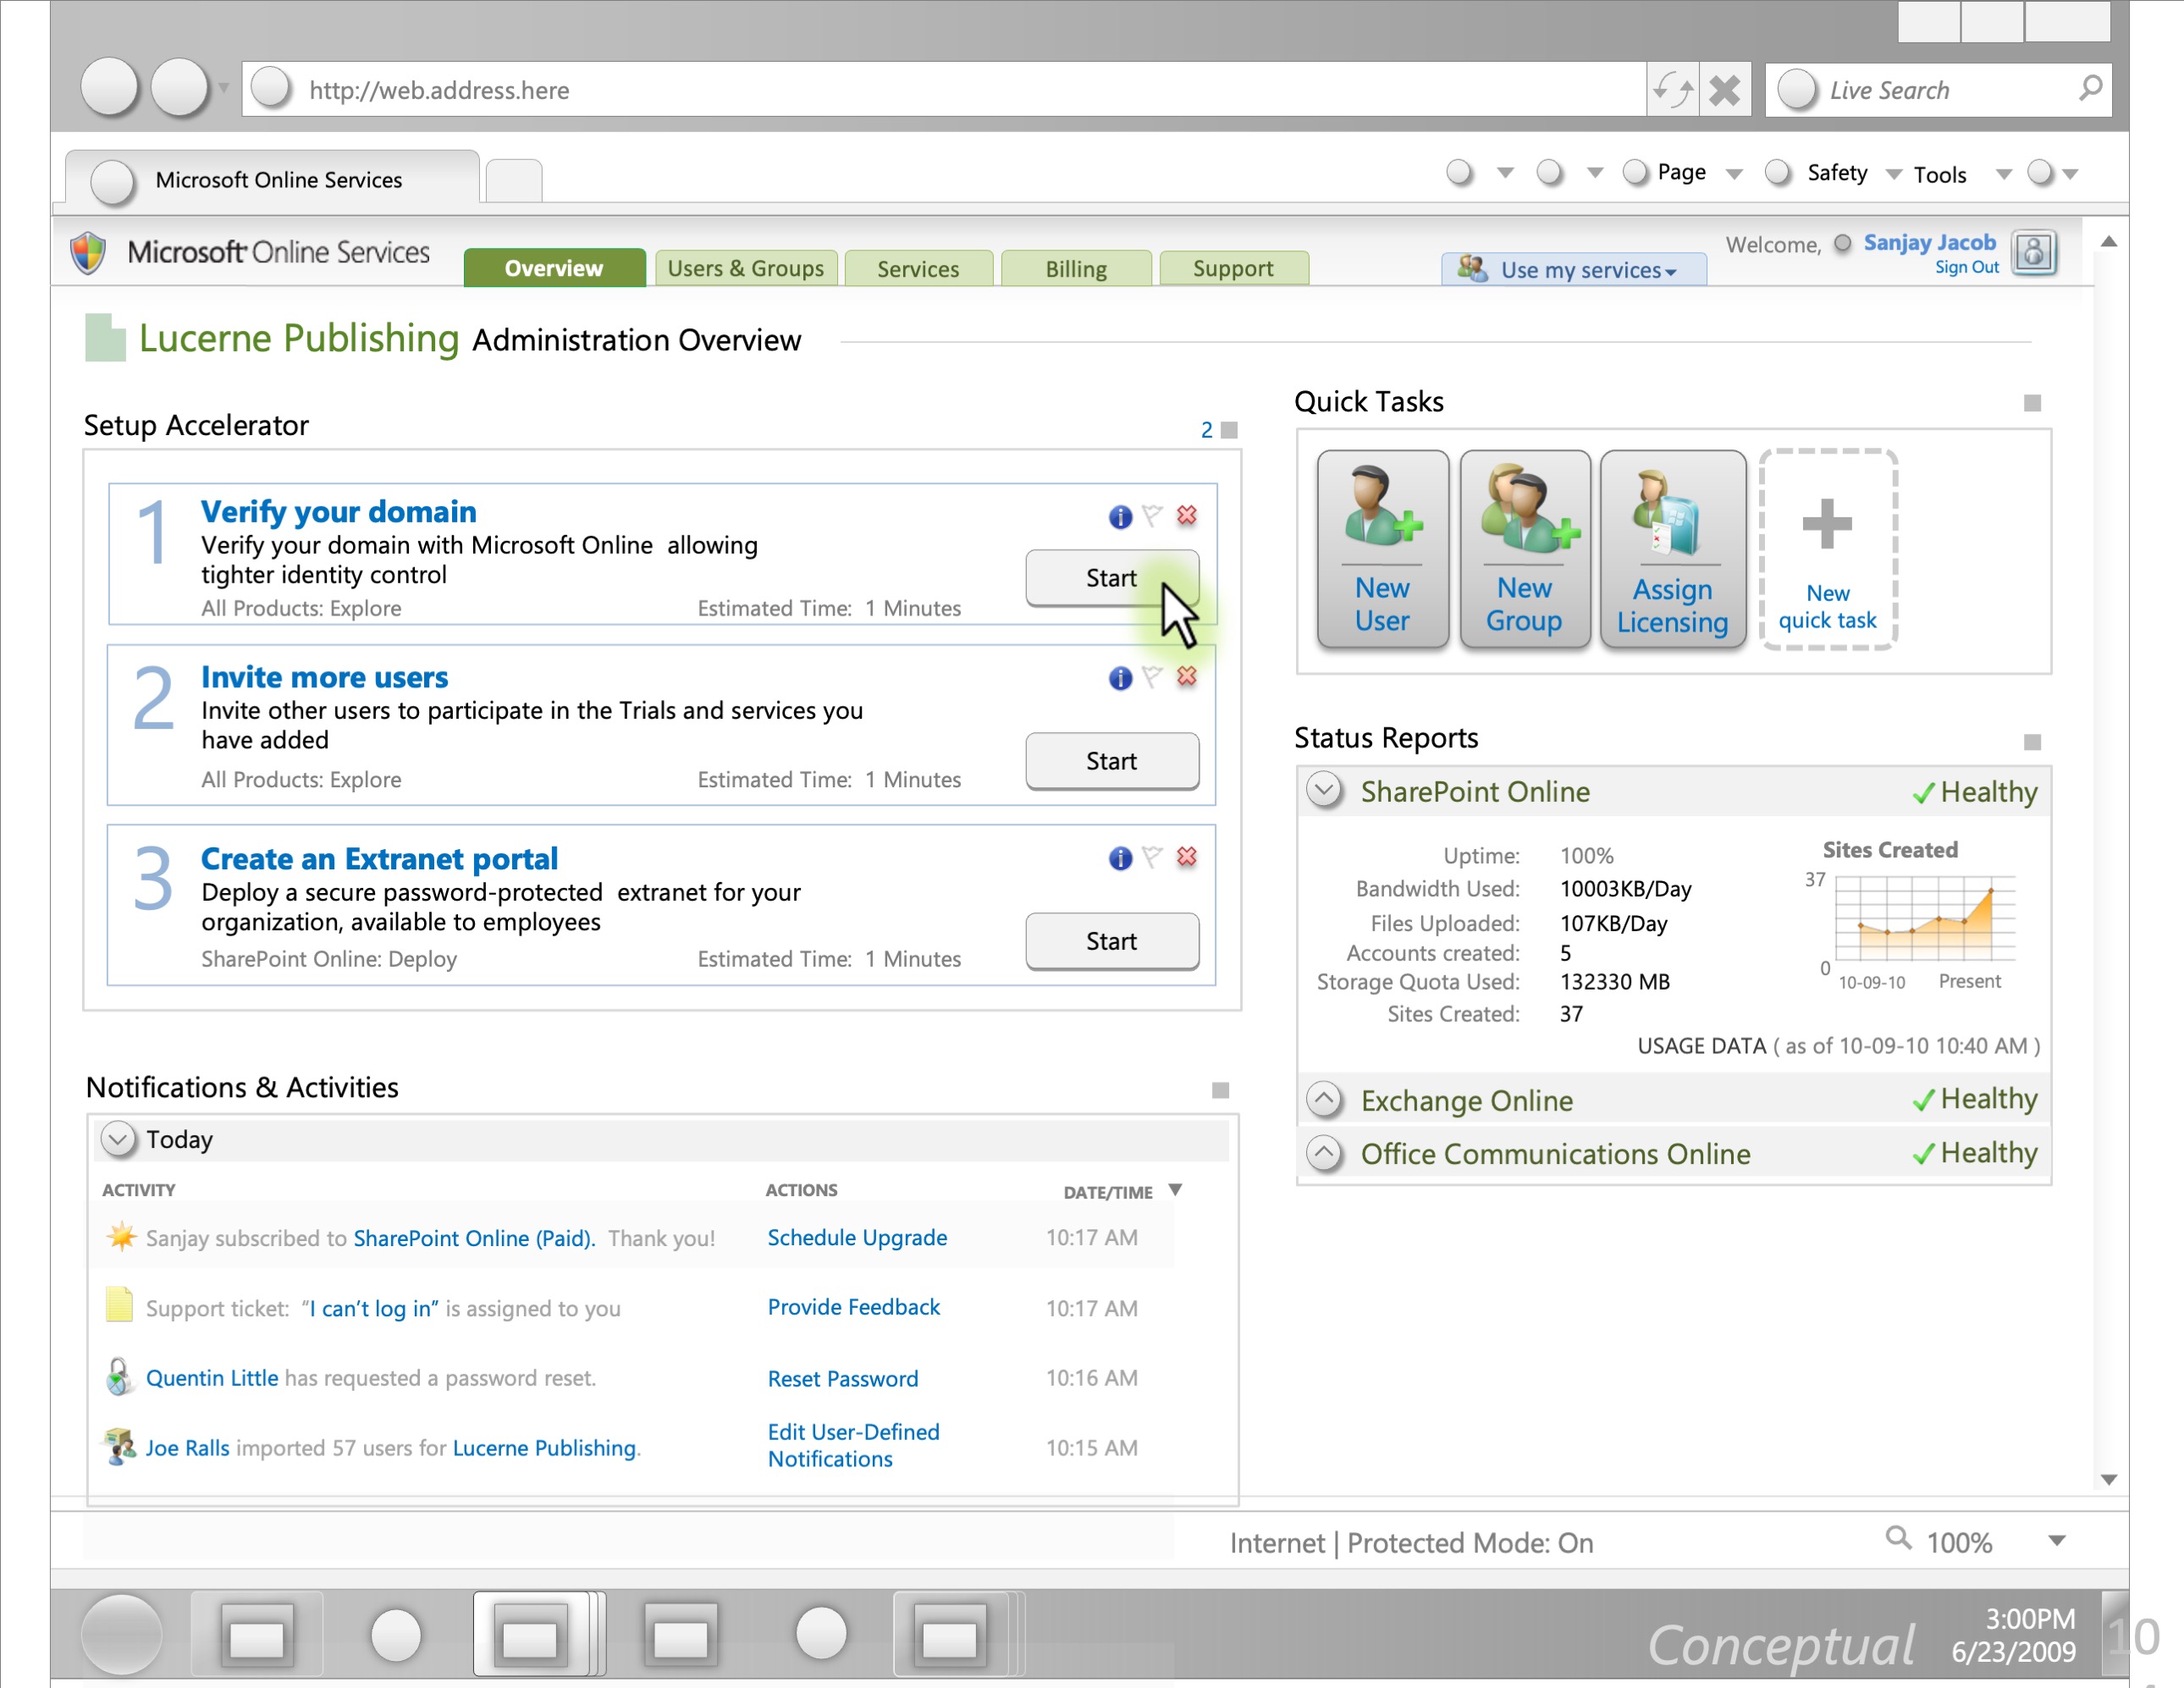 http://web.address.here
Live Search
Microsoft Online Services
Page
Safety
Tools
Microsoft Online Services
Overview
Users & Groups
Services
Billing
Support
Use my services
Welcome, Sanjay Jacob
Sign Out
Lucerne Publishing Administration Overview
Setup Accelerator
2
1
Verify your domain
Verify your domain with Microsoft Online allowing
tighter identity control
All Products: Explore
Estimated Time: 1 Minutes
Start
2
Invite more users
Invite other users to participate in the Trials and services you
have added
All Products: Explore
Estimated Time: 1 Minutes
Start
3
Create an Extranet portal
Deploy a secure password-protected extranet for your
organization, available to employees
SharePoint Online: Deploy
Estimated Time: 1 Minutes
Start
Quick Tasks
New
User
New
Group
Assign
Licensing
New
quick task
Status Reports
SharePoint Online
Healthy
Uptime: 100%
Bandwidth Used: 10003KB/Day
Files Uploaded: 107KB/Day
Accounts created: 5
Storage Quota Used: 132330 MB
Sites Created: 37
Sites Created
37
0
10-09-10
Present
USAGE DATA ( as of 10-09-10 10:40 AM )
Exchange Online
Healthy
Office Communications Online
Healthy
Notifications & Activities
Today
ACTIVITY
ACTIONS
DATE/TIME
Sanjay subscribed to SharePoint Online (Paid). Thank you!
Schedule Upgrade
10:17 AM
Support ticket: “I can’t log in” is assigned to you
Provide Feedback
10:17 AM
Quentin Little has requested a password reset.
Reset Password
10:16 AM
Joe Ralls imported 57 users for Lucerne Publishing.
Edit User-Defined
Notifications
10:15 AM
Internet | Protected Mode: On
100%
Conceptual
3:00PM
6/23/2009
10